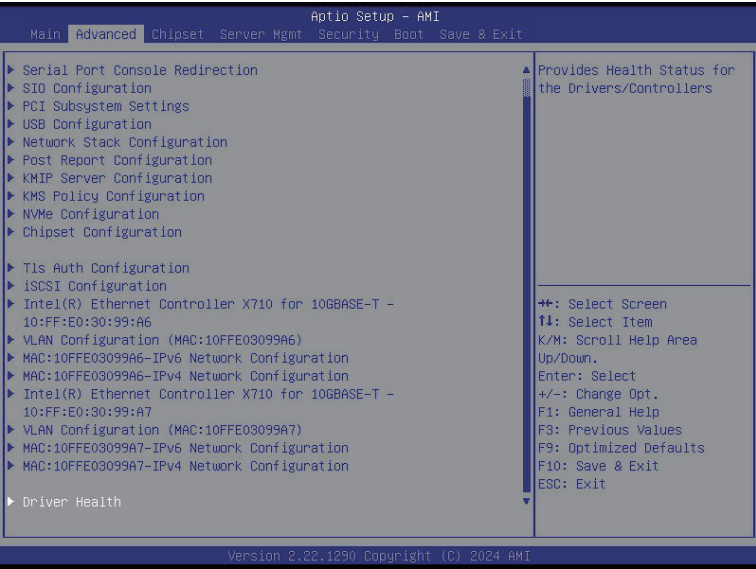 Aptio Setup – AMI
Main Advanced Chipset Server Mgmt Security Boot Save & Exit
▶ Serial Port Console Redirection
▶ SIO Configuration
▶ PCI Subsystem Settings
▶ USB Configuration
▶ Network Stack Configuration
▶ Post Report Configuration
▶ KMIP Server Configuration
▶ KMS Policy Configuration
▶ NVMe Configuration
▶ Chipset Configuration
▶ Tls Auth Configuration
▶ iSCSI Configuration
▶ Intel(R) Ethernet Controller X710 for 10GBASE-T –
10:FF:E0:30:99:A6
▶ VLAN Configuration (MAC:10FFE03099A6)
▶ MAC:10FFE03099A6-IPv6 Network Configuration
▶ MAC:10FFE03099A6-IPv4 Network Configuration
▶ Intel(R) Ethernet Controller X710 for 10GBASE-T –
10:FF:E0:30:99:A7
▶ VLAN Configuration (MAC:10FFE03099A7)
▶ MAC:10FFE03099A7-IPv6 Network Configuration
▶ MAC:10FFE03099A7-IPv4 Network Configuration
▶ Driver Health
Provides Health Status for
the Drivers/Controllers
→←: Select Screen
↑↓: Select Item
K/M: Scroll Help Area
Up/Down.
Enter: Select
+/-: Change Opt.
F1: General Help
F3: Previous Values
F9: Optimized Defaults
F10: Save & Exit
ESC: Exit
Version 2.22.1290 Copyright (C) 2024 AMI